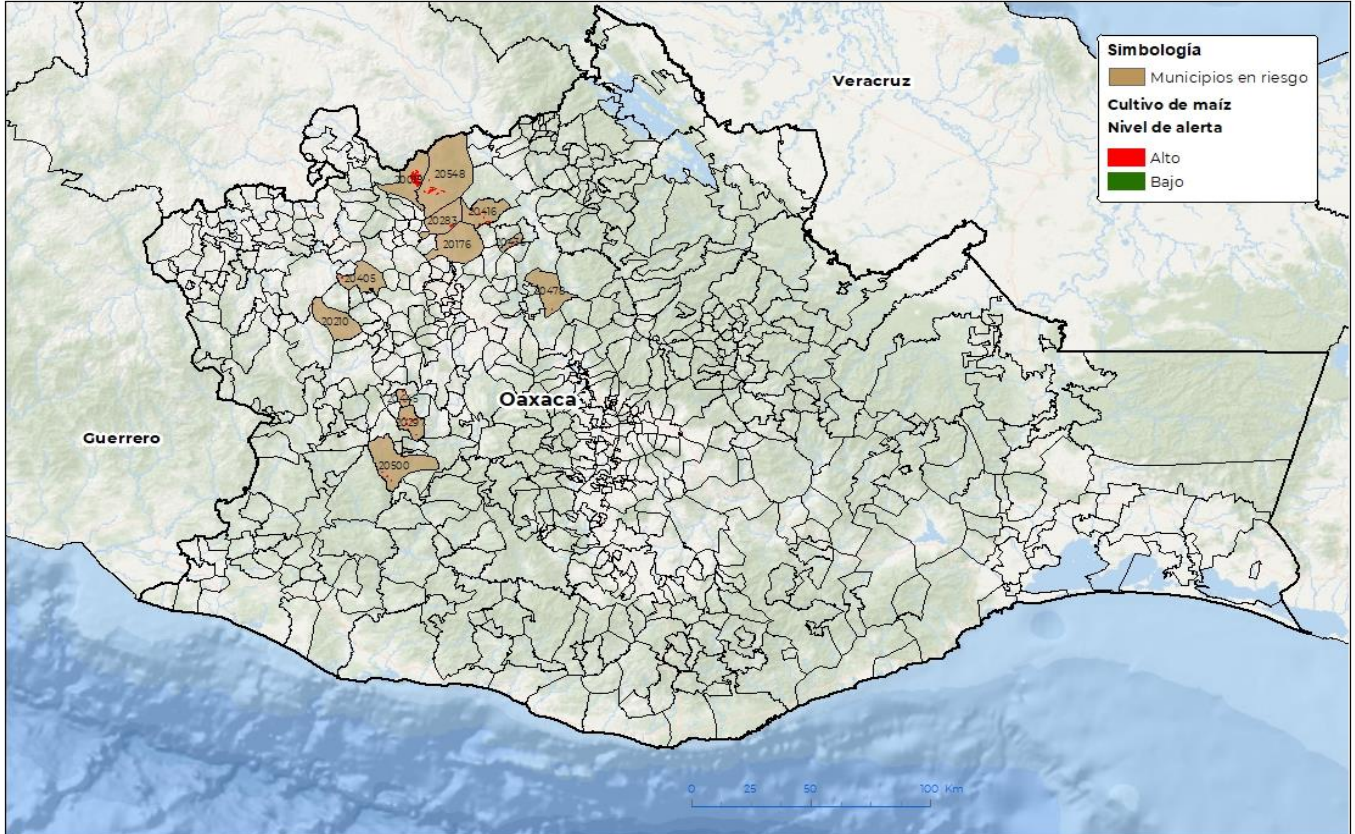 Veracruz
Simbología
Municipios en riesgo
Cultivo de maíz
Nivel de alerta
Alto
Bajo
20548
20416
20283
20176
20405
20476
20210
Oaxaca
Guerrero
20500
0 25 50 100 Km